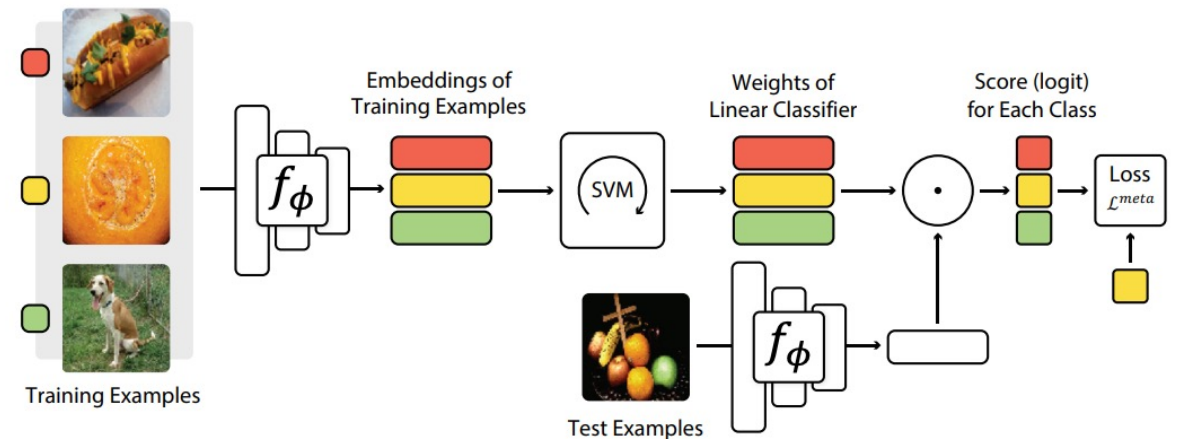 Embeddings of
Training Examples
Weights of
Linear Classifier
Score (logit)
for Each Class
f_ϕ
SVM
·
Loss
ℒ^{meta}
f_ϕ
Training Examples
Test Examples